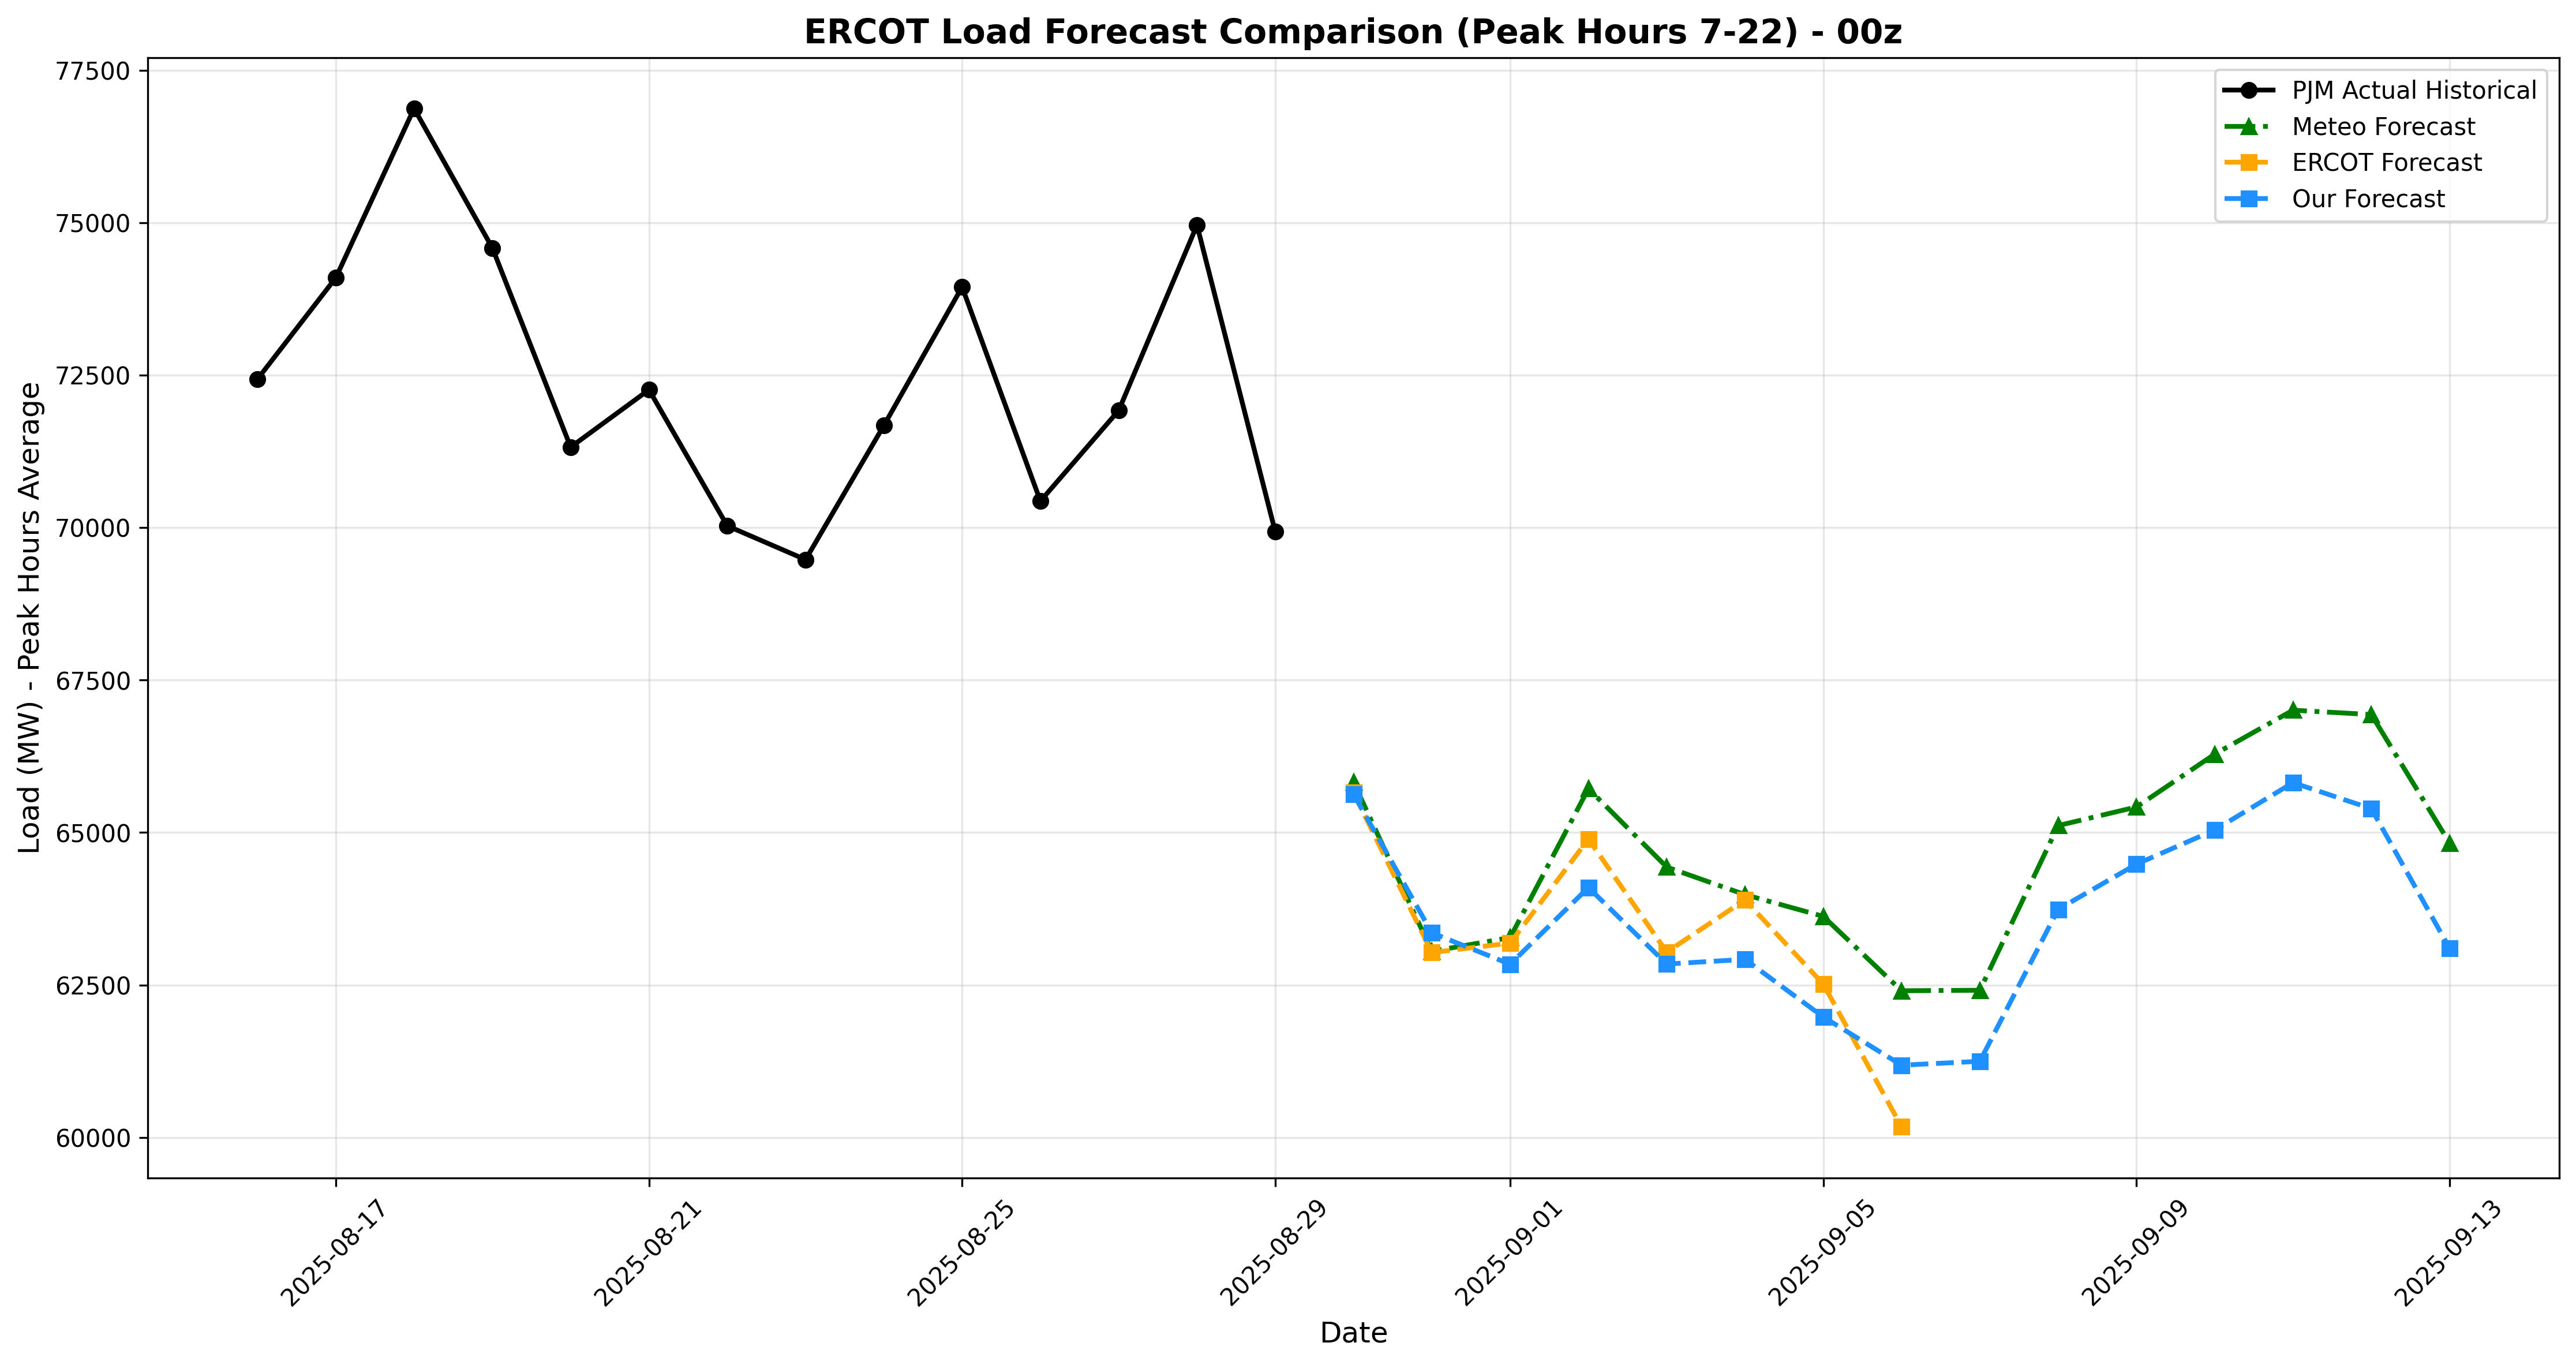 ERCOT Load Forecast Comparison (Peak Hours 7-22) - 00z
PJM Actual Historical
Meteo Forecast
ERCOT Forecast
Our Forecast
Load (MW) - Peak Hours Average
77500
75000
72500
70000
67500
65000
62500
60000
2025-08-17
2025-08-21
2025-08-25
2025-08-29
2025-09-01
2025-09-05
2025-09-09
2025-09-13
Date